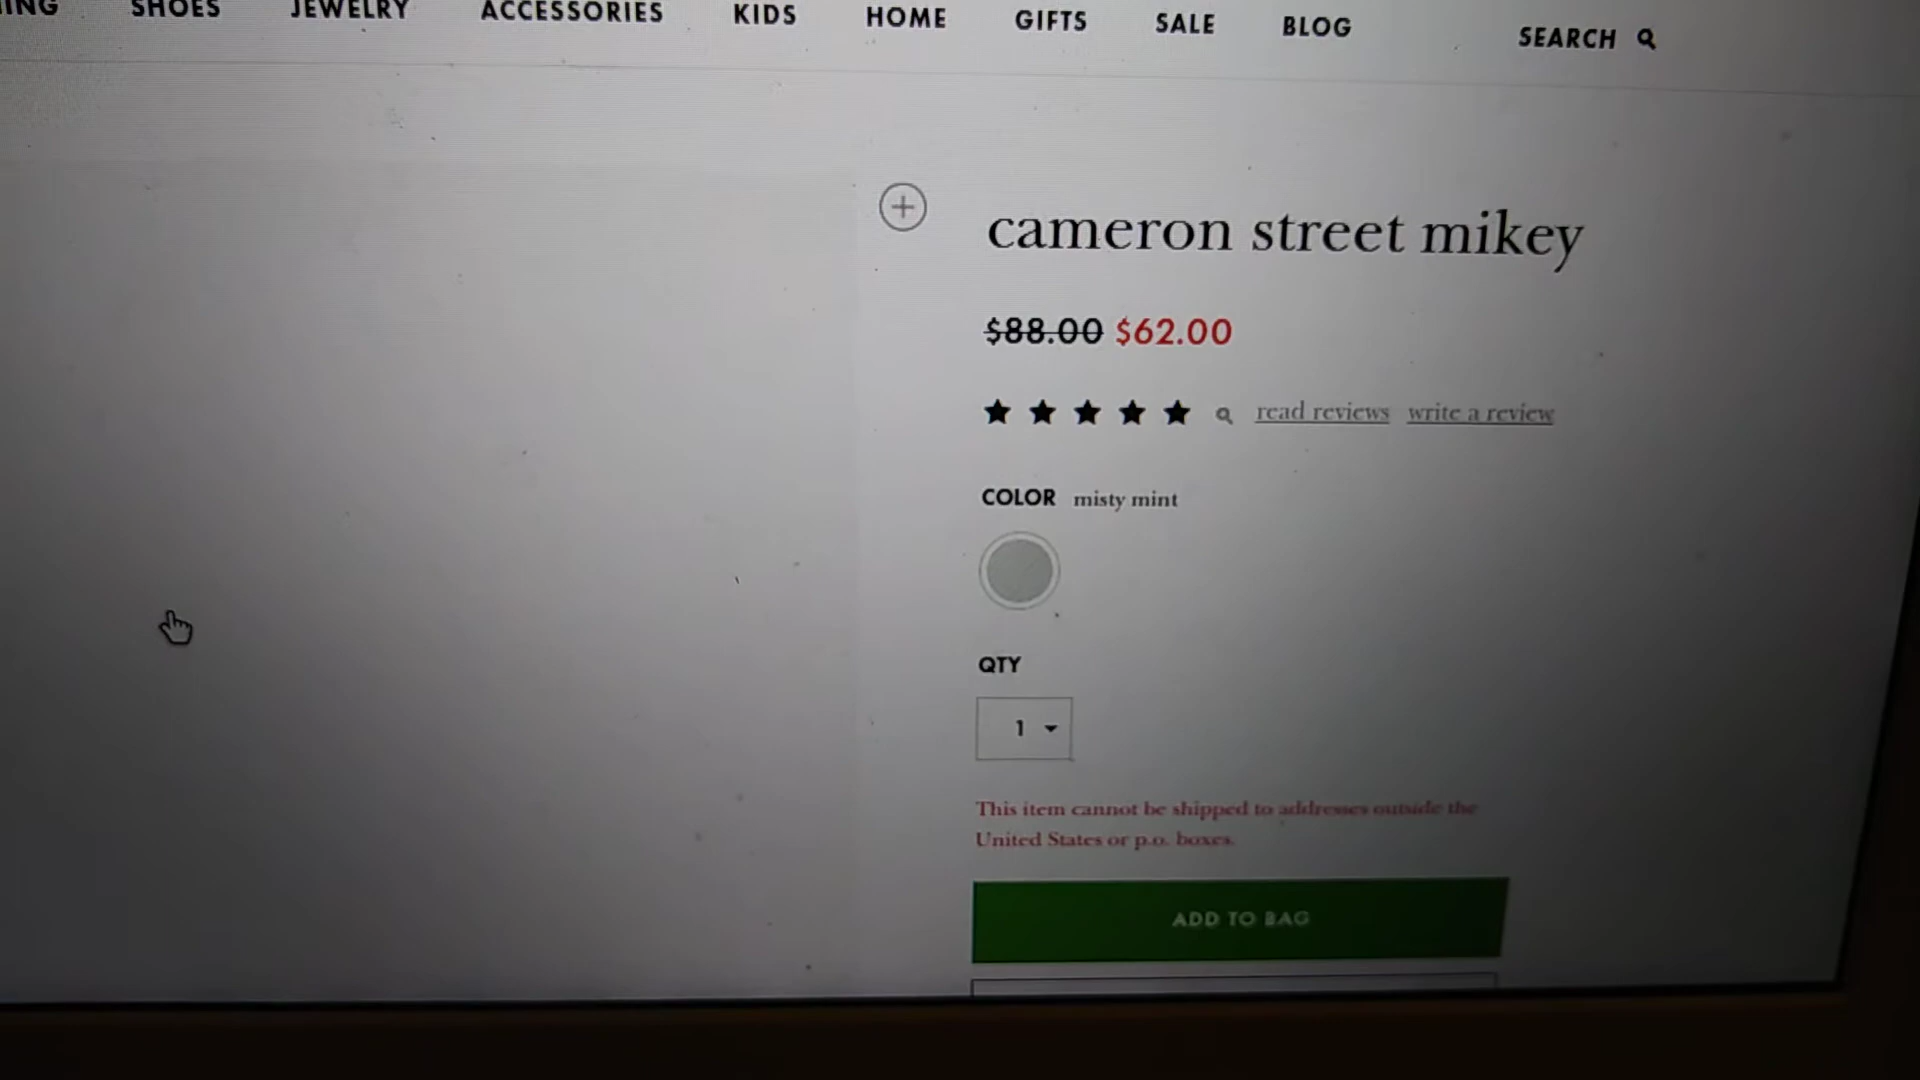 SHOES JEWELRY ACCESSORIES KIDS HOME GIFTS SALE BLOG SEARCH
cameron street mikey
$88.00 $62.00
read reviews write a review
COLOR misty mint
QTY
1
This item cannot be shipped to addresses outside the
United States or p.o. boxes.
ADD TO BAG